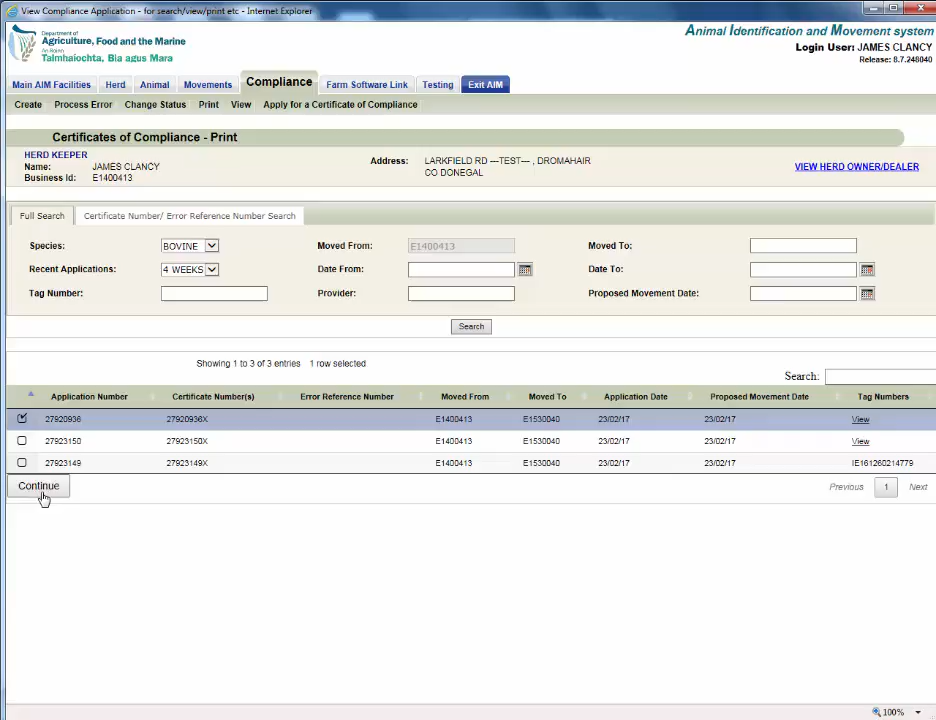 View Compliance Application - for search/view/print etc - Internet Explorer
Department of
Agriculture, Food and the Marine
An Roinn
Talmhaíochta, Bia agus Mara
Animal Identification and Movement system
Login User: JAMES CLANCY
Release: 8.7.248040
Main AIM Facilities Herd Animal Movements Compliance Farm Software Link Testing Exit AIM
Create Process Error Change Status Print View Apply for a Certificate of Compliance
Certificates of Compliance - Print
HERD KEEPER
Name: JAMES CLANCY
Business Id: E1400413
Address: LARKFIELD RD ---TEST--- , DROMAHAIR
CO DONEGAL
VIEW HERD OWNER/DEALER
Full Search Certificate Number/ Error Reference Number Search
Species: BOVINE Moved From: E1400413 Moved To:
Recent Applications: 4 WEEKS Date From: Date To:
Tag Number: Provider: Proposed Movement Date:
Search
Showing 1 to 3 of 3 entries 1 row selected
Search:
Application Number Certificate Number(s) Error Reference Number Moved From Moved To Application Date Proposed Movement Date Tag Numbers
27920936 27920936X E1400413 E1530040 23/02/17 23/02/17 View
27923150 27923150X E1400413 E1530040 23/02/17 23/02/17 View
27923149 27923149X E1400413 E1530040 23/02/17 23/02/17 IE161260214779
Continue
Previous 1 Next
100%